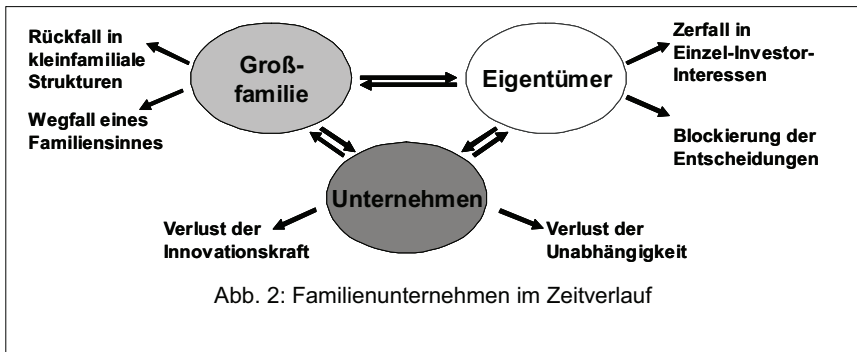 Rückfall in
kleinfamiliale
Strukturen
Wegfall eines
Familiensinnes
Groß-
familie
Eigentümer
Zerfall in
Einzel-Investor-
Interessen
Blockierung der
Entscheidungen
Unternehmen
Verlust der
Innovationskraft
Verlust der
Unabhängigkeit
Abb. 2: Familienunternehmen im Zeitverlauf